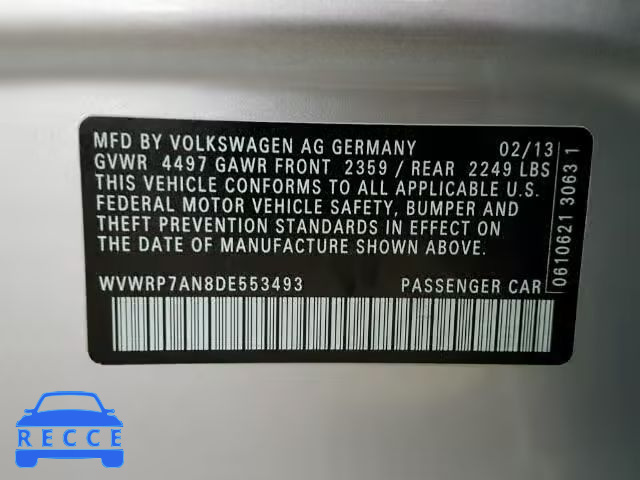 MFD BY VOLKSWAGEN AG GERMANY 02/13
GVWR 4497 GAWR FRONT 2359 / REAR 2249 LBS
THIS VEHICLE CONFORMS TO ALL APPLICABLE U.S.
FEDERAL MOTOR VEHICLE SAFETY, BUMPER AND
THEFT PREVENTION STANDARDS IN EFFECT ON
THE DATE OF MANUFACTURE SHOWN ABOVE.
WVWRP7AN8DE553493 PASSENGER CAR
0610621 3063 1
RECCE